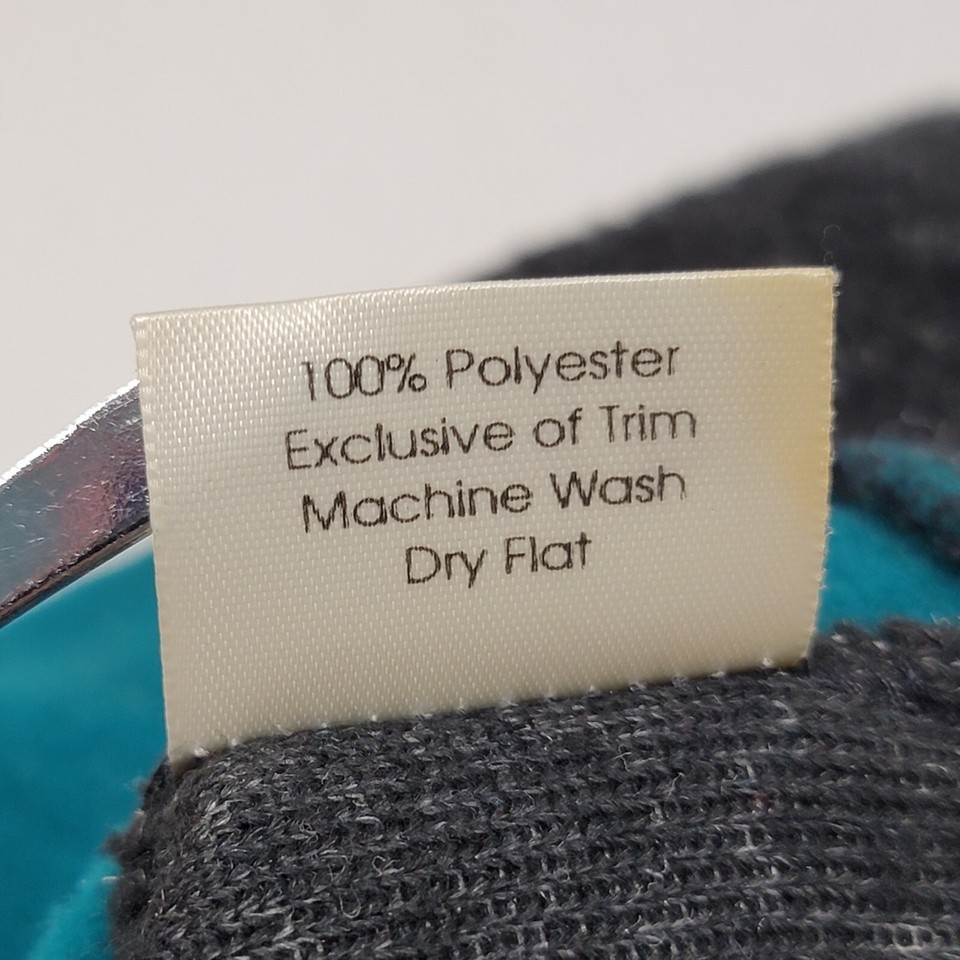 100% Polyester
Exclusive of Trim
Machine Wash
Dry Flat